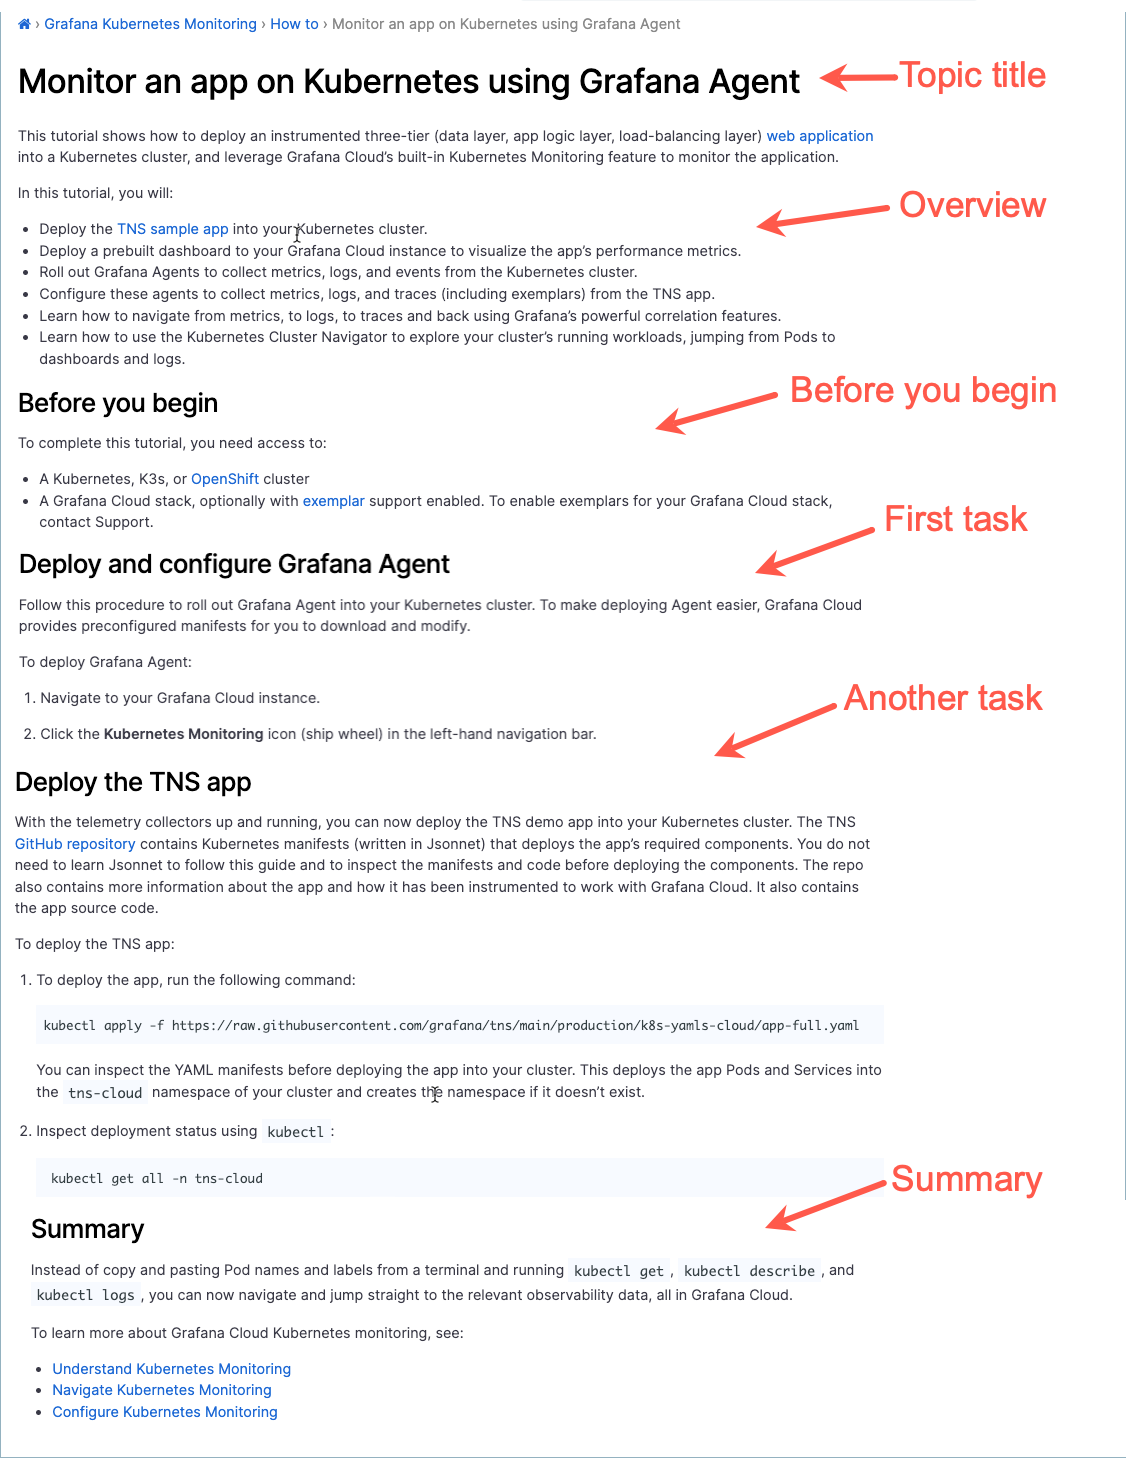 › Grafana Kubernetes Monitoring › How to › Monitor an app on Kubernetes using Grafana Agent
Monitor an app on Kubernetes using Grafana Agent
Topic title
This tutorial shows how to deploy an instrumented three-tier (data layer, app logic layer, load-balancing layer) web application
into a Kubernetes cluster, and leverage Grafana Cloud’s built-in Kubernetes Monitoring feature to monitor the application.
In this tutorial, you will:
Overview
• Deploy the TNS sample app into your Kubernetes cluster.
• Deploy a prebuilt dashboard to your Grafana Cloud instance to visualize the app’s performance metrics.
• Roll out Grafana Agents to collect metrics, logs, and events from the Kubernetes cluster.
• Configure these agents to collect metrics, logs, and traces (including exemplars) from the TNS app.
• Learn how to navigate from metrics, to logs, to traces and back using Grafana’s powerful correlation features.
• Learn how to use the Kubernetes Cluster Navigator to explore your cluster’s running workloads, jumping from Pods to
dashboards and logs.
Before you begin
Before you begin
To complete this tutorial, you need access to:
• A Kubernetes, K3s, or OpenShift cluster
• A Grafana Cloud stack, optionally with exemplar support enabled. To enable exemplars for your Grafana Cloud stack,
contact Support.
First task
Deploy and configure Grafana Agent
Follow this procedure to roll out Grafana Agent into your Kubernetes cluster. To make deploying Agent easier, Grafana Cloud
provides preconfigured manifests for you to download and modify.
To deploy Grafana Agent:
1. Navigate to your Grafana Cloud instance.
Another task
2. Click the Kubernetes Monitoring icon (ship wheel) in the left-hand navigation bar.
Deploy the TNS app
With the telemetry collectors up and running, you can now deploy the TNS demo app into your Kubernetes cluster. The TNS
GitHub repository contains Kubernetes manifests (written in Jsonnet) that deploys the app’s required components. You do not
need to learn Jsonnet to follow this guide and to inspect the manifests and code before deploying the components. The repo
also contains more information about the app and how it has been instrumented to work with Grafana Cloud. It also contains
the app source code.
To deploy the TNS app:
1. To deploy the app, run the following command:
kubectl apply -f https://raw.githubusercontent.com/grafana/tns/main/production/k8s-yamls-cloud/app-full.yaml
You can inspect the YAML manifests before deploying the app into your cluster. This deploys the app Pods and Services into
the tns-cloud namespace of your cluster and creates the namespace if it doesn’t exist.
2. Inspect deployment status using kubectl :
kubectl get all -n tns-cloud
Summary
Summary
Instead of copy and pasting Pod names and labels from a terminal and running kubectl get , kubectl describe , and
kubectl logs , you can now navigate and jump straight to the relevant observability data, all in Grafana Cloud.
To learn more about Grafana Cloud Kubernetes monitoring, see:
• Understand Kubernetes Monitoring
• Navigate Kubernetes Monitoring
• Configure Kubernetes Monitoring